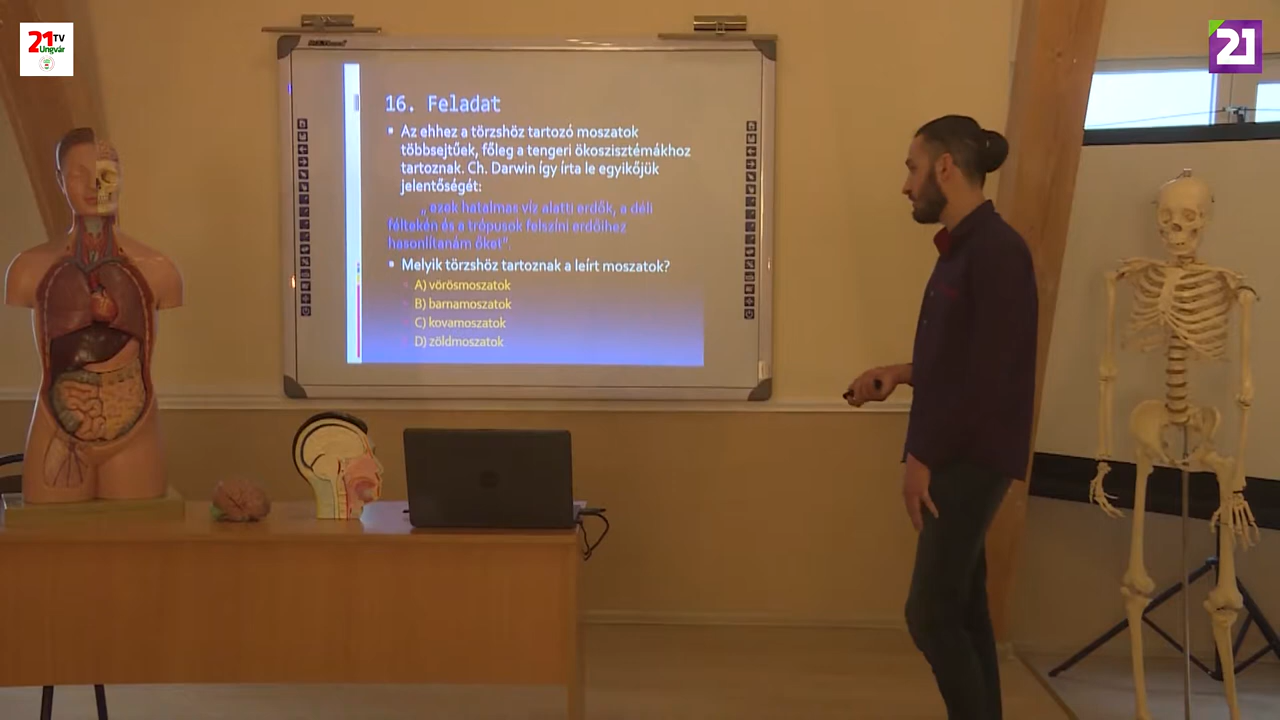 21 TV
Ungvár
21
16. Feladat
Az ehhez a törzshöz tartozó moszatok
többsejtűek, főleg a tengeri ökoszisztémákhoz
tartoznak. Ch. Darwin így írta le egyikőjük
jelentőségét:
„ ezek hatalmas víz alatti erdők, a déli
féltekén és a trópusok felszíni erdőihez
hasonlítanám őket”.
Melyik törzshöz tartoznak a leírt moszatok?
A) vörösmoszatok
B) barnamoszatok
C) kovamoszatok
D) zöldmoszatok